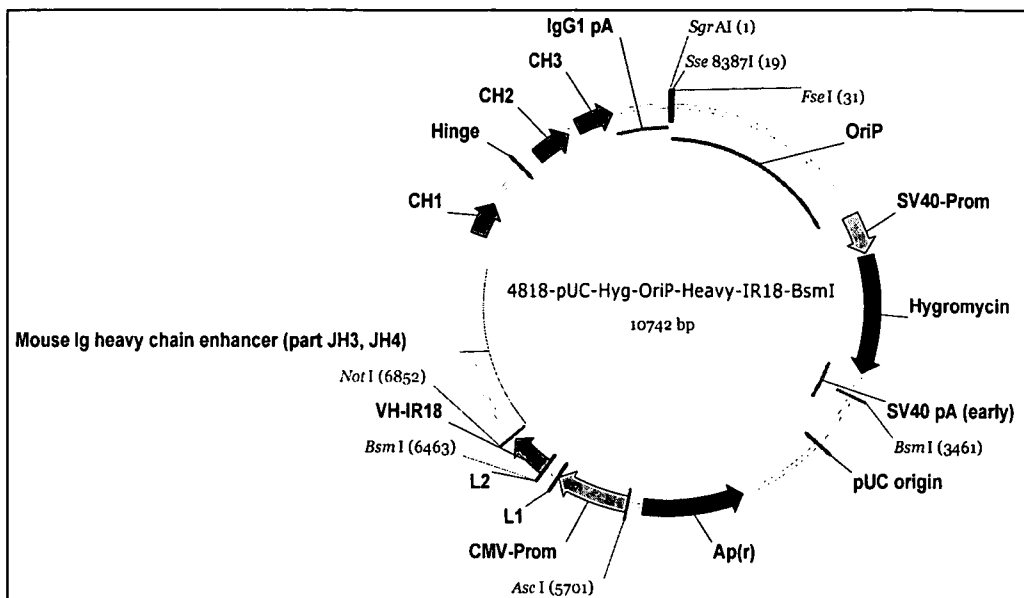 IgG1 pA
SgrAI (1)
CH3
Sse 8387I (19)
CH2
FseI (31)
Hinge
OriP
CH1
SV40-Prom
4818-pUC-Hyg-OriP-Heavy-IR18-BsmI
10742 bp
Hygromycin
Mouse Ig heavy chain enhancer (part JH3, JH4)
NotI (6852)
VH-IR18
SV40 pA (early)
BsmI (6463)
BsmI (3461)
L2
pUC origin
L1
CMV-Prom
Ap(r)
AscI (5701)